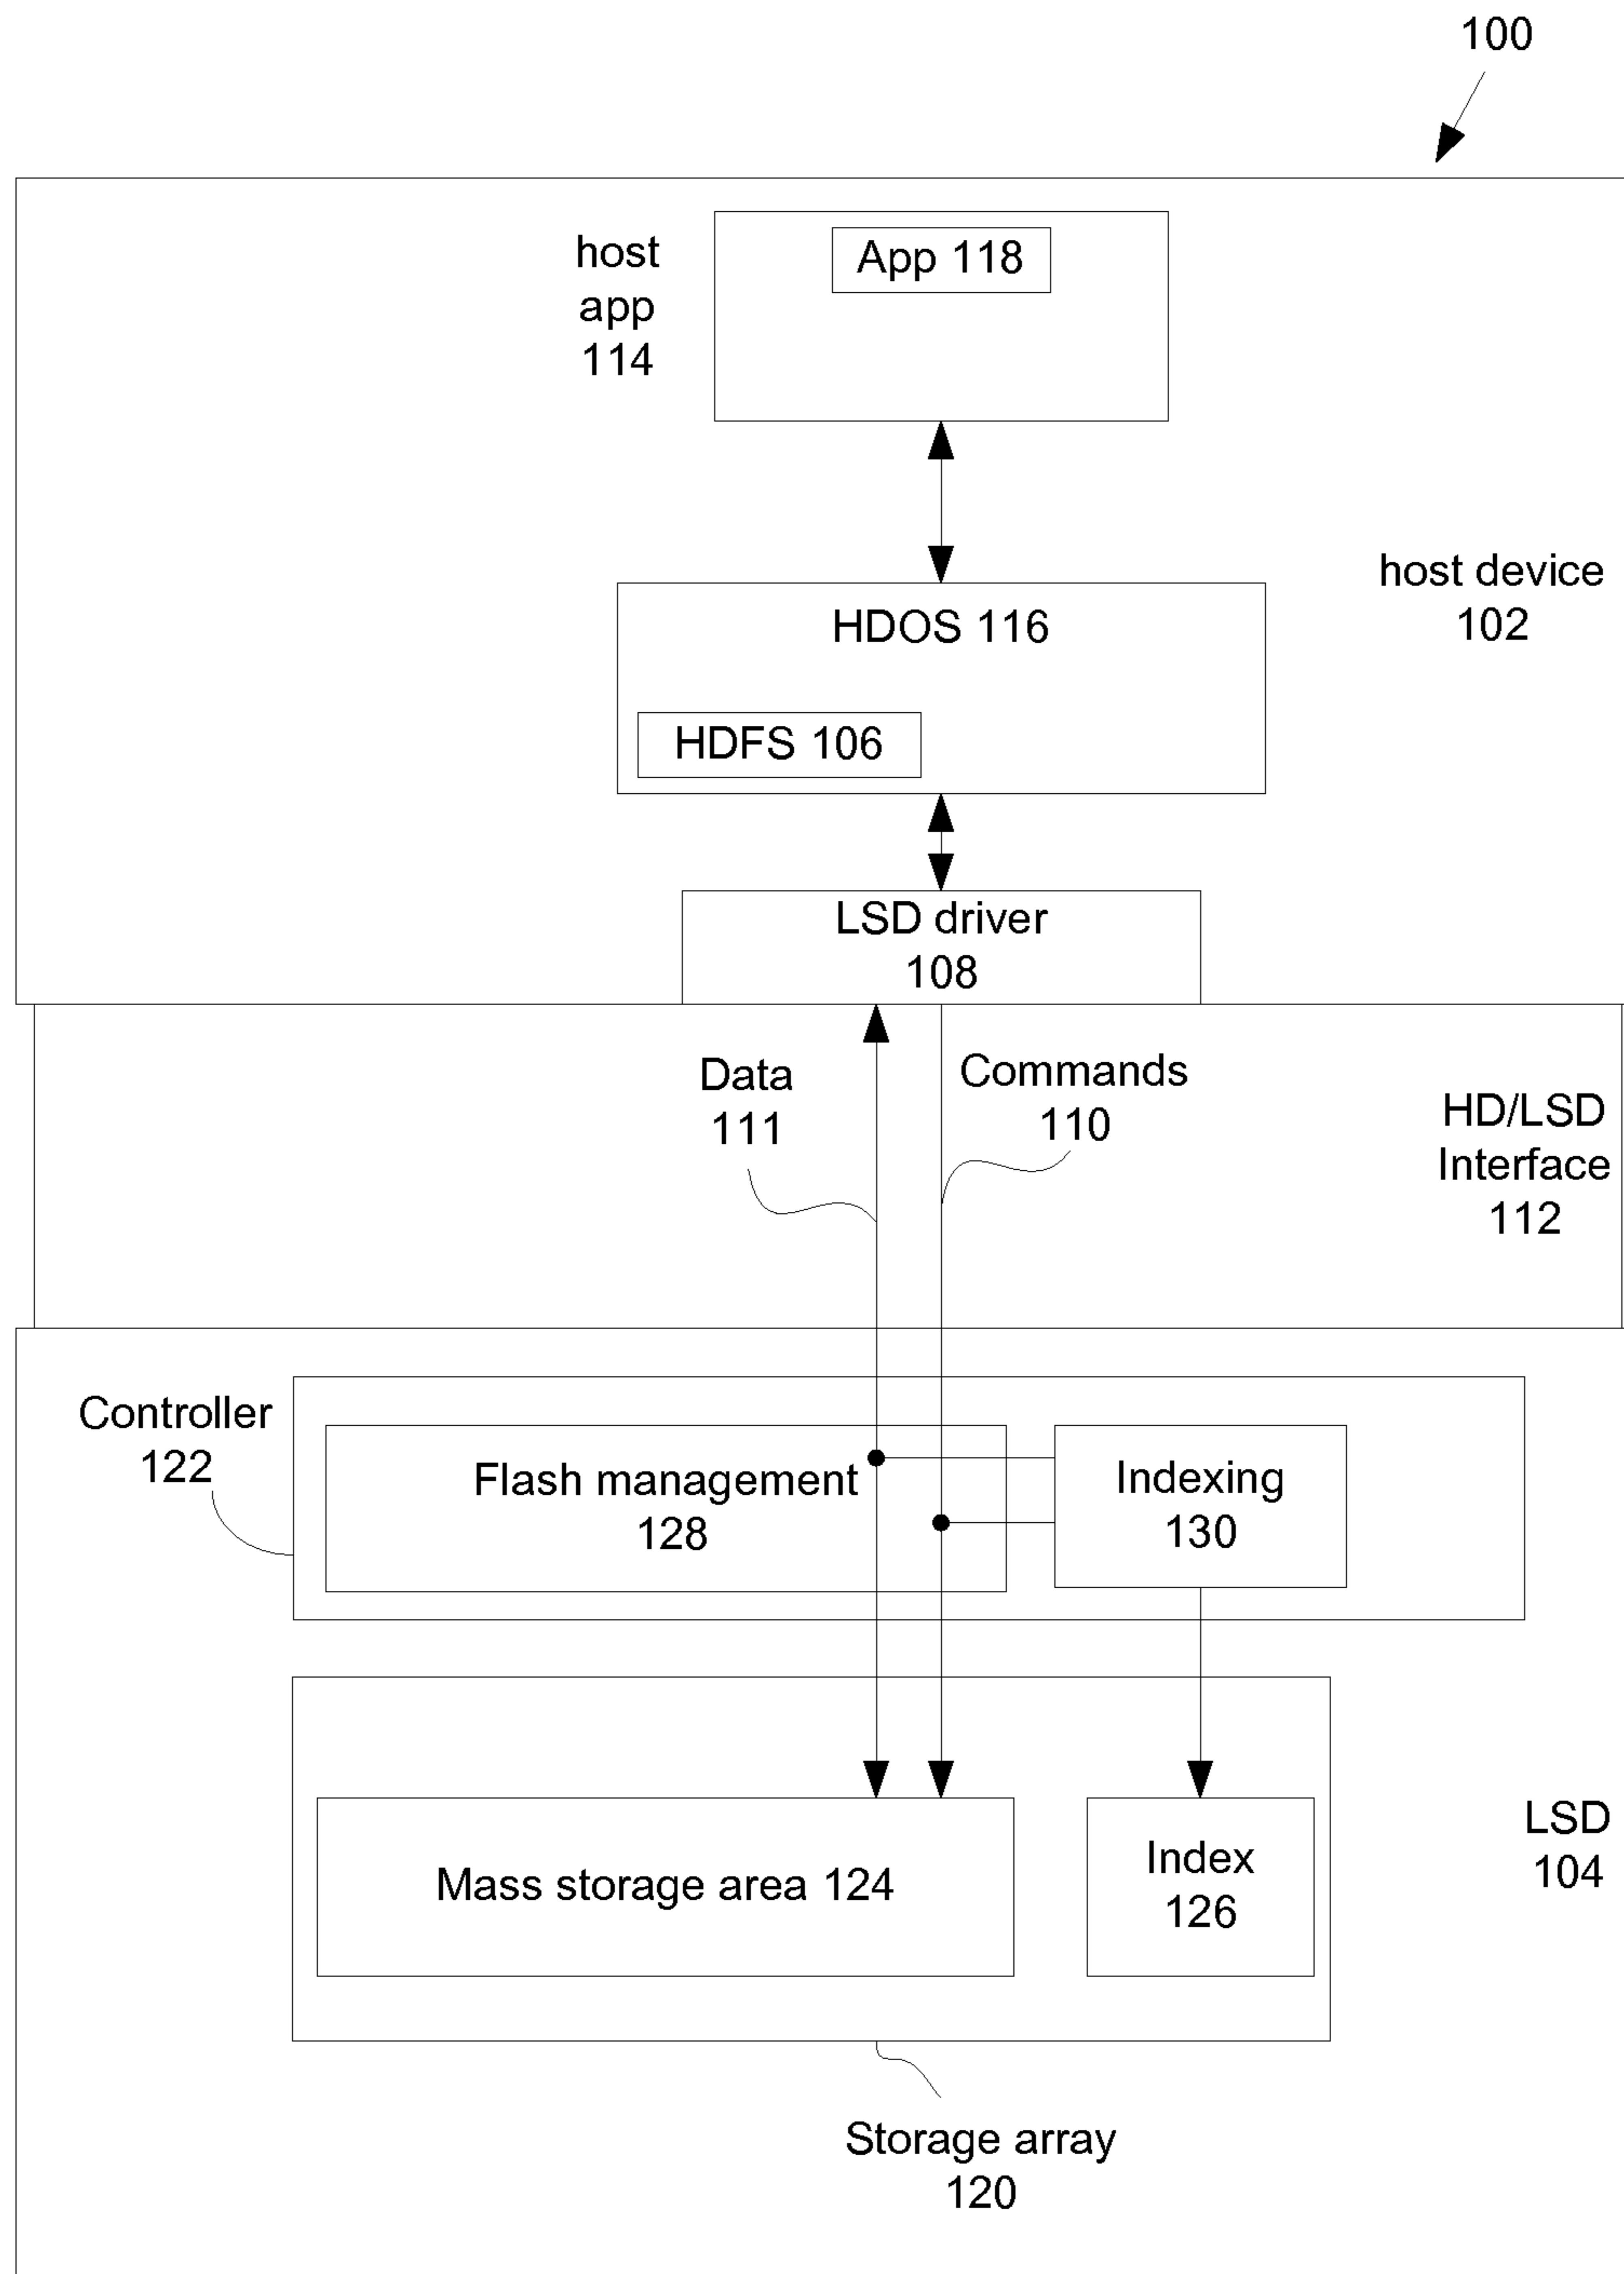 100
host
app
114
App 118
host device
102
HDOS 116
HDFS 106
LSD driver
108
Data
111
Commands
110
HD/LSD
Interface
112
Controller
122
Flash management
128
Indexing
130
Mass storage area 124
Index
126
LSD
104
Storage array
120